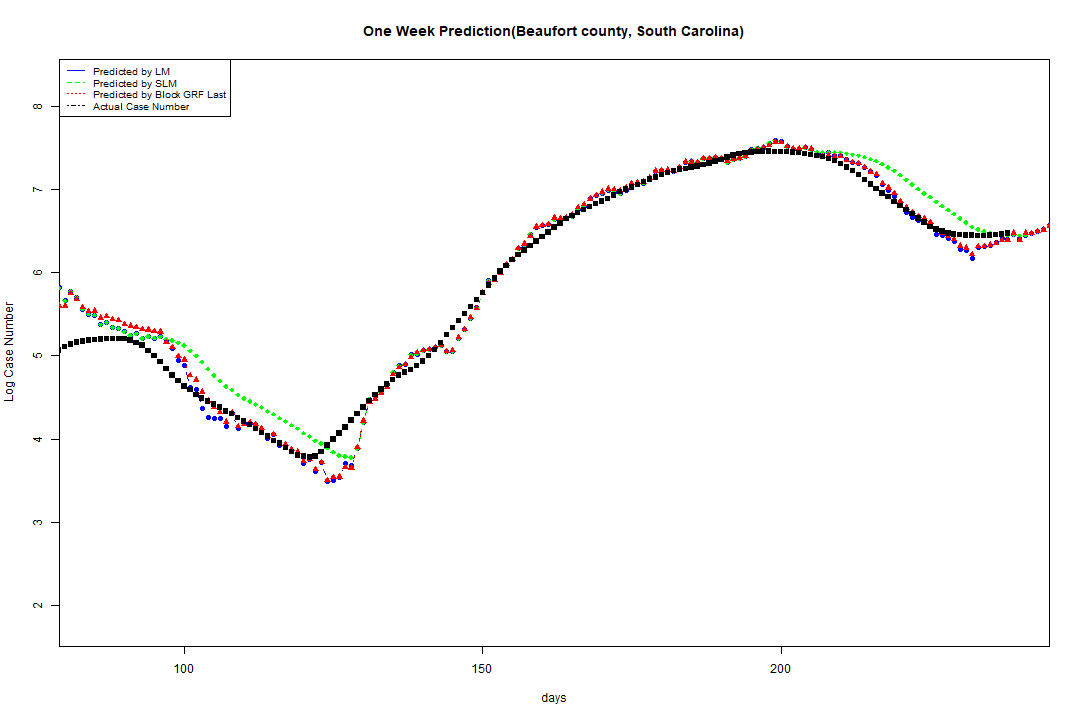 One Week Prediction(Beaufort county, South Carolina)
Predicted by LM
Predicted by SLM
Predicted by Block GRF Last
Actual Case Number
8
7
6
5
4
3
2
Log Case Number
100 150 200
days